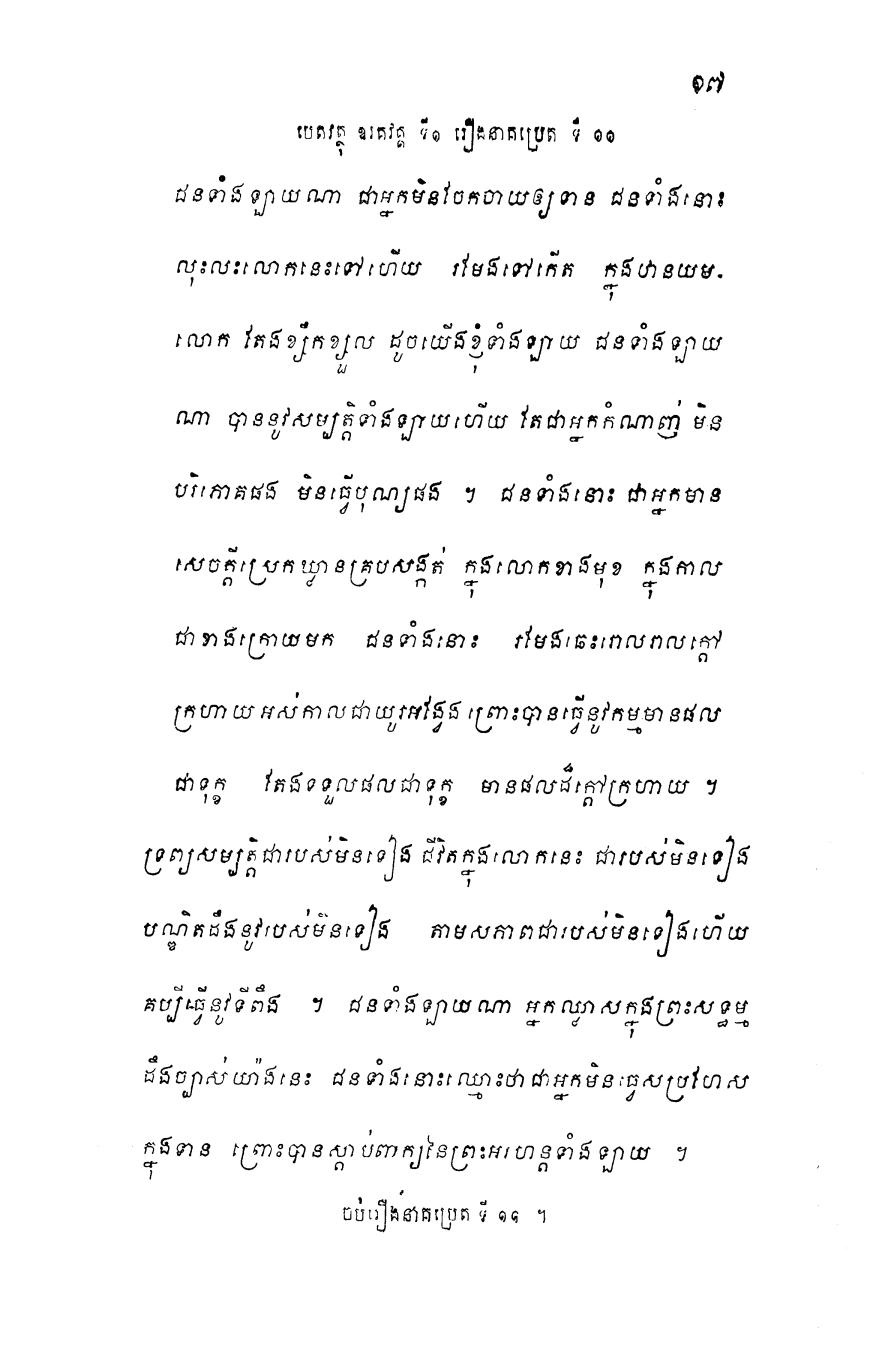 ១៧
បេតវត្ថុ ឧរគវគ្គ ទី១ រឿងនាគប្រេត ទី ១១
ជនទាំងឡាយណា ជាអ្នកមិនចែកចាយឲ្យទាន ជនទាំងនោះ
លុះលះលោកនេះទៅហើយ រមែងទៅកើត ក្នុងឋានយម-
លោក តែងខ្សឹកខ្សួល ដូចយើងខ្ញុំទាំងឡាយ ជនទាំងឡាយ
ណា បាននូវសម្បត្តិទាំងឡាយហើយ តែជាអ្នកកំណាញ់ មិន
បរិភោគផង មិនធ្វើបុណ្យផង ។ ជនទាំងនោះ ជាអ្នកមាន
សេចក្តីស្រេកឃ្លានគ្របសង្កត់ ក្នុងលោកខាងមុខ ក្នុងកាល
ជាខាងក្រោយមក ជនទាំងនោះ រមែងឆេះរោលរាលក្តៅ
ក្រហាយ អស់កាលជាយូរអង្វែង ព្រោះបានធ្វើនូវកម្មមានផល
ជាទុក្ខ តែងទទួលផលជាទុក្ខ មានផលដ៏ក្តៅក្រហាយ ។
ទ្រព្យសម្បត្តិជារបស់មិនទៀង ជីវិតក្នុងលោកនេះ ជារបស់មិនទៀង
បណ្ឌិតដឹងនូវរបស់មិនទៀង តាមសភាពជារបស់មិនទៀងហើយ
គប្បីធ្វើនូវទីពឹង ។ ជនទាំងឡាយណា អ្នកឈ្លាសក្នុងព្រះសទ្ធម្ម
ដឹងច្បាស់យ៉ាងនេះ ជនទាំងនោះឈ្មោះថាជាអ្នកមិនធ្វេសប្រហែស
ក្នុងទាន ព្រោះបានស្តាប់ពាក្យនៃព្រះអរហន្តទាំងឡាយ ។
ចប់រឿងនាគប្រេត ទី ១១ ។